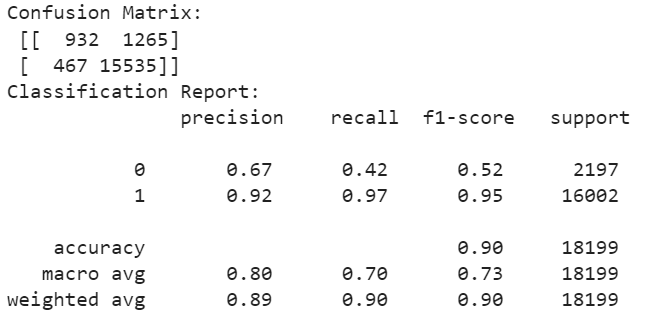 Confusion Matrix:
[[ 932 1265]
[ 467 15535]]
Classification Report:
precision recall f1-score support
0 0.67 0.42 0.52 2197
1 0.92 0.97 0.95 16002
accuracy 0.90 18199
macro avg 0.80 0.70 0.73 18199
weighted avg 0.89 0.90 0.90 18199